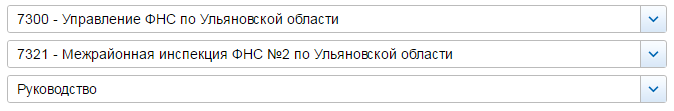 7300 - Управление ФНС по Ульяновской области
7321 - Межрайонная инспекция ФНС №2 по Ульяновской области
Руководство